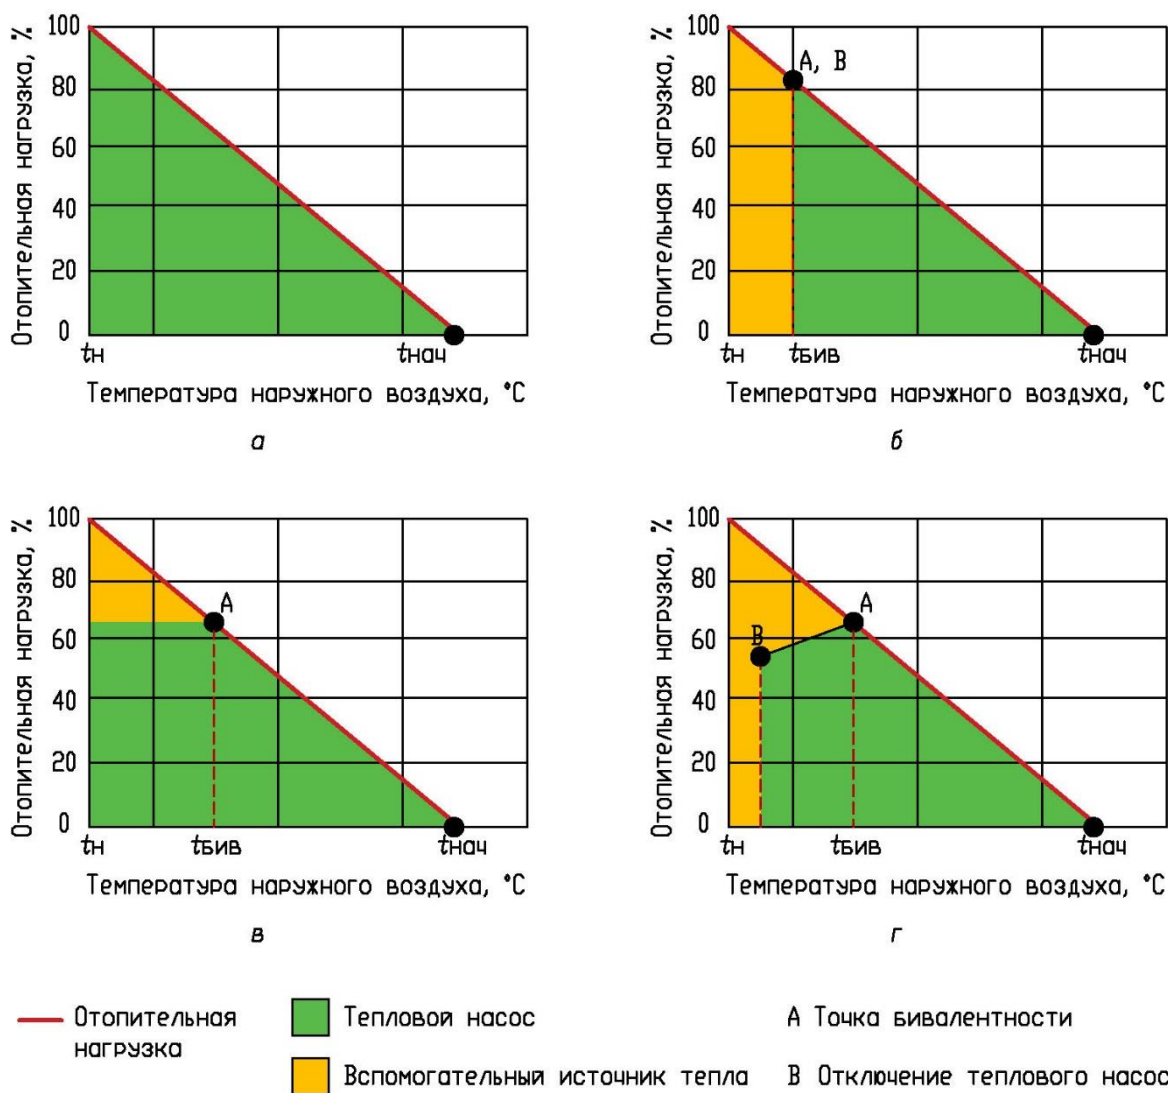 Отопительная нагрузка, %
100
80
60
40
20
0
tн
tнач
Температура наружного воздуха, °С
а
Отопительная нагрузка, %
100
80
60
40
20
0
А, В
tн
tбив
tнач
Температура наружного воздуха, °С
б
Отопительная нагрузка, %
100
80
60
40
20
0
А
tн
tбив
tнач
Температура наружного воздуха, °С
в
Отопительная нагрузка, %
100
80
60
40
20
0
А
В
tн
tбив
tнач
Температура наружного воздуха, °С
г
Отопительная
нагрузка
Тепловой насос
Вспомогательный источник тепла
А Точка бивалентности
В Отключение теплового насос